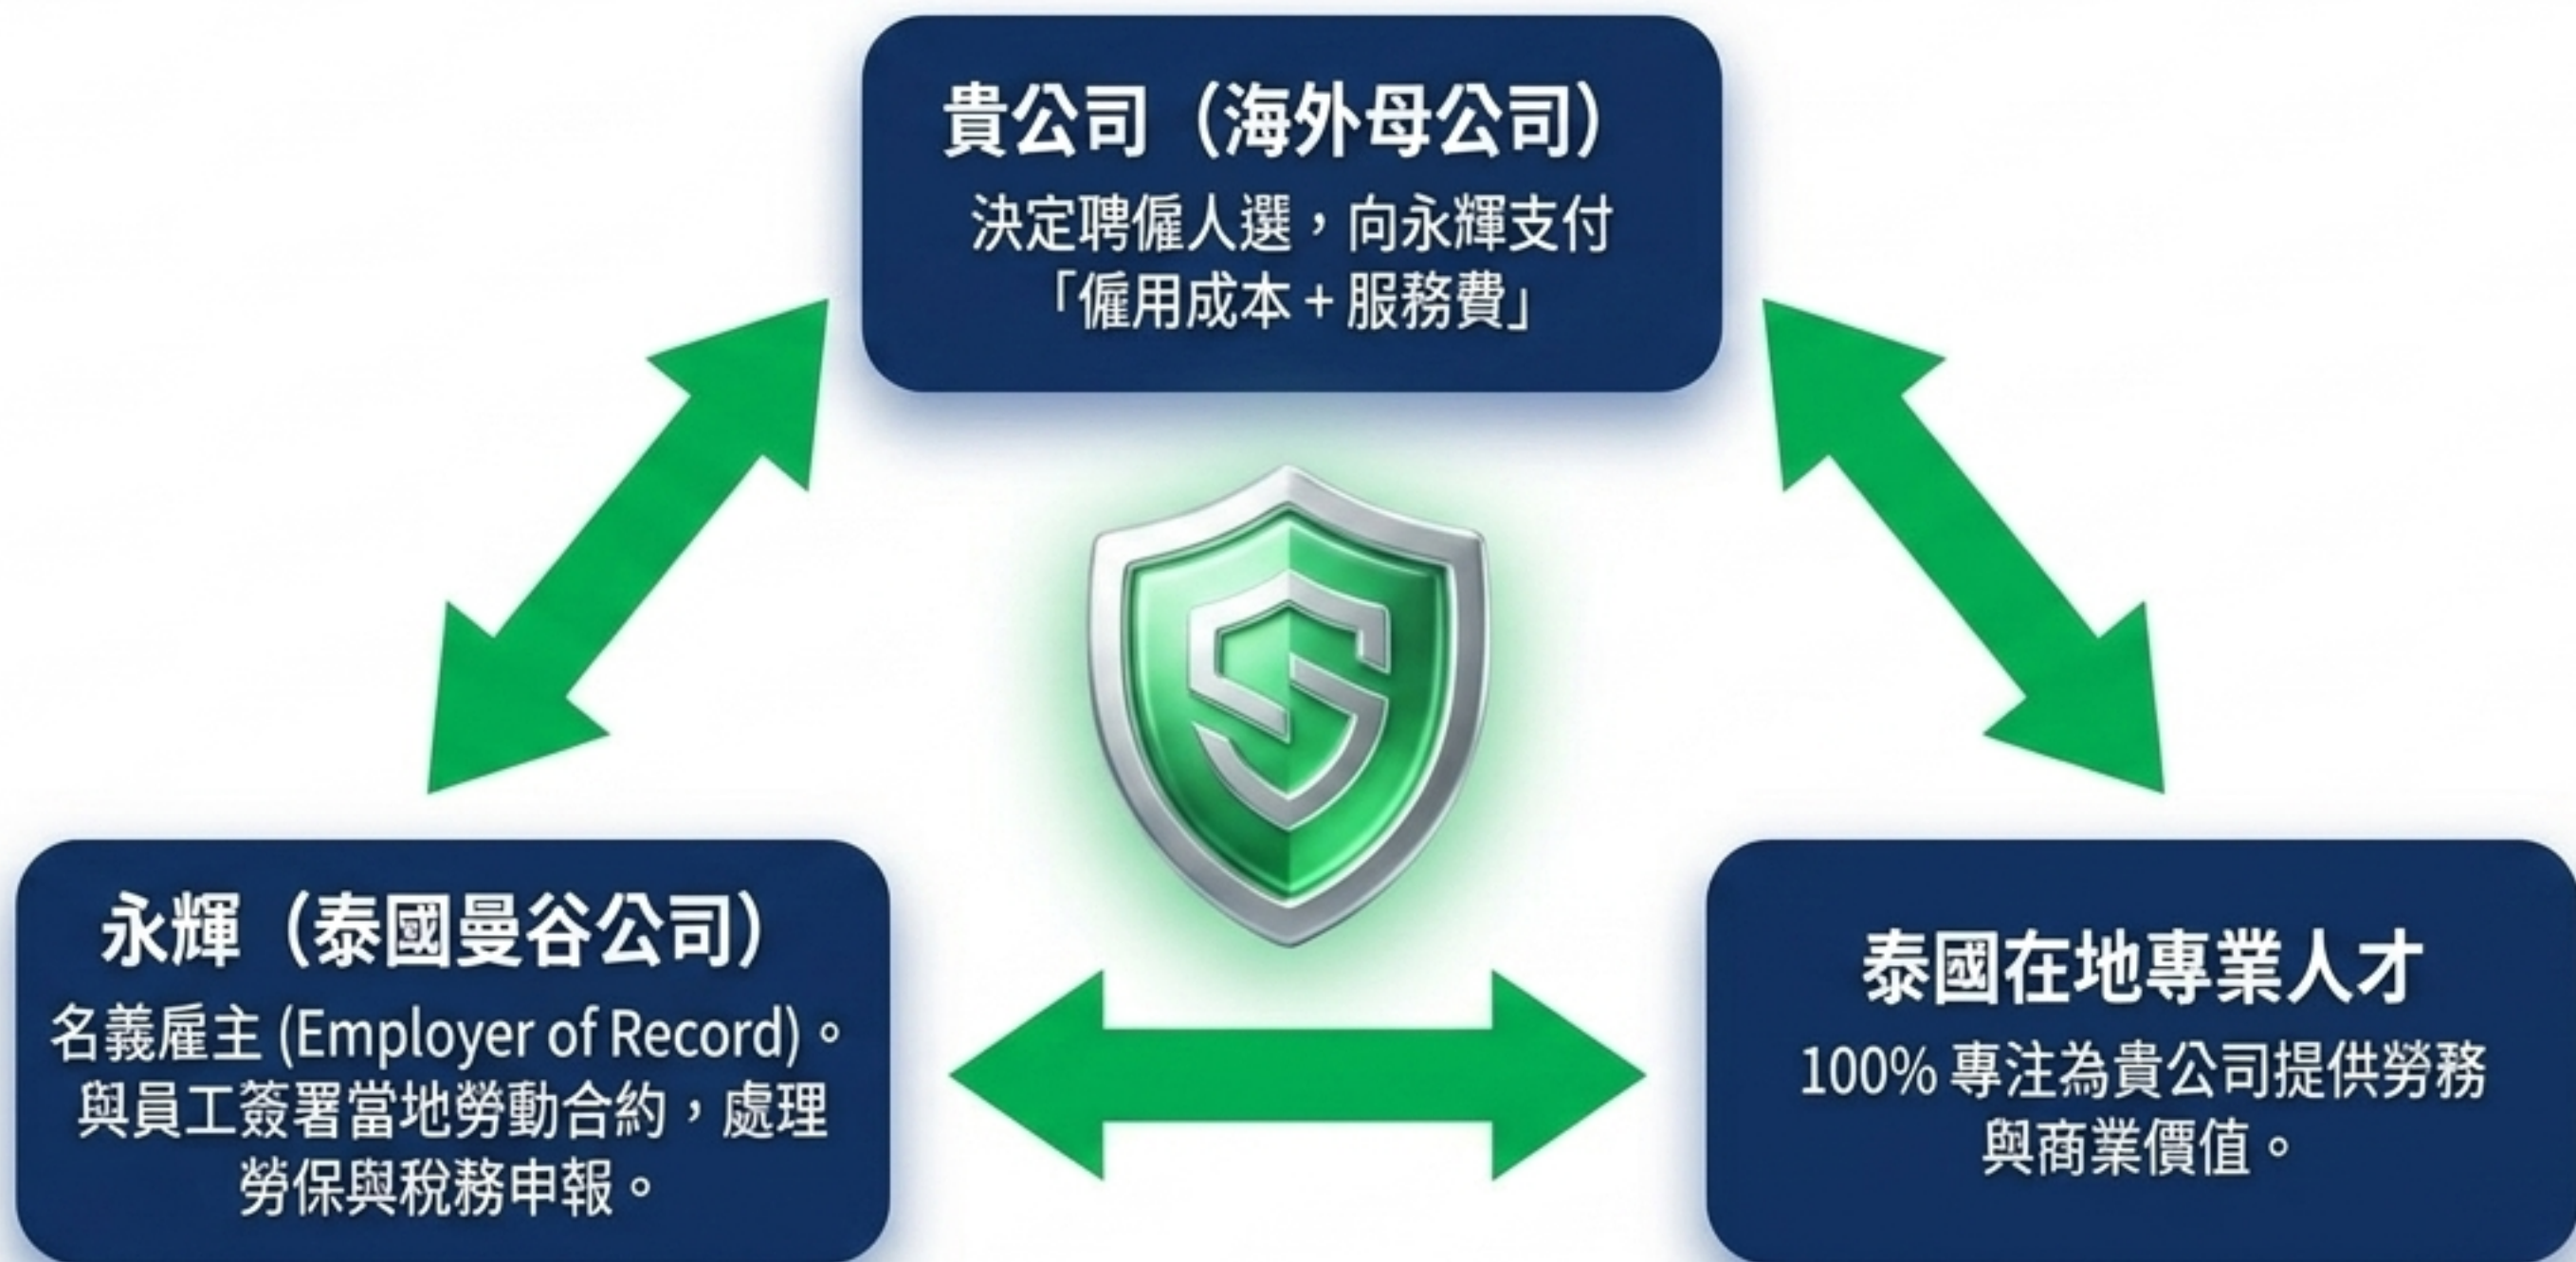 貴公司（海外母公司）
決定聘僱人選，向永輝支付
「僱用成本 + 服務費」
永輝（泰國曼谷公司）
名義雇主 (Employer of Record)。
與員工簽署當地勞動合約，處理
勞保與稅務申報。
泰國在地專業人才
100% 專注為貴公司提供勞務
與商業價值。